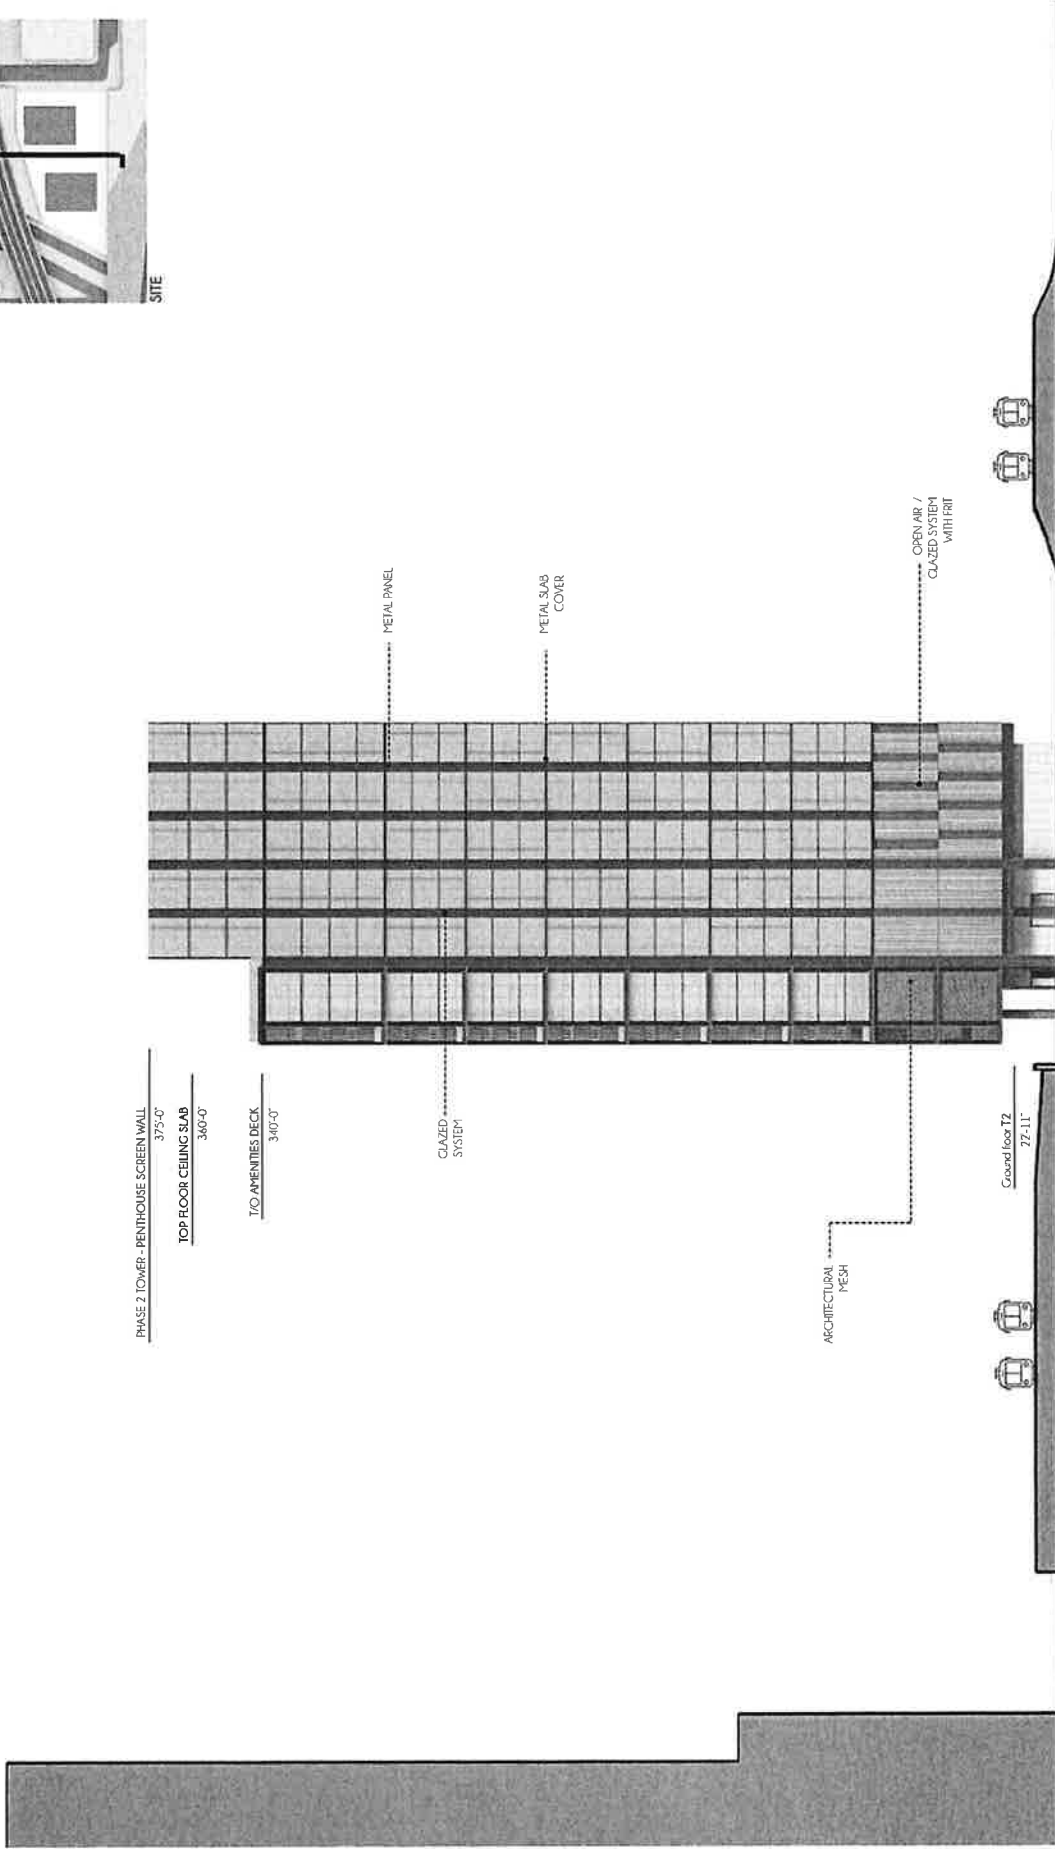 SITE
PHASE 2 TOWER - PENTHOUSE SCREEN WALL
375'-0"
TOP FLOOR CEILING SLAB
360'-0"
T/O AMENITIES DECK
340'-0"
METAL PANEL
GLAZED
SYSTEM
METAL SLAB
COVER
ARCHITECTURAL
MESH
OPEN AIR /
GLAZED SYSTEM
WITH FRIT
Ground floor T2
22'-11"